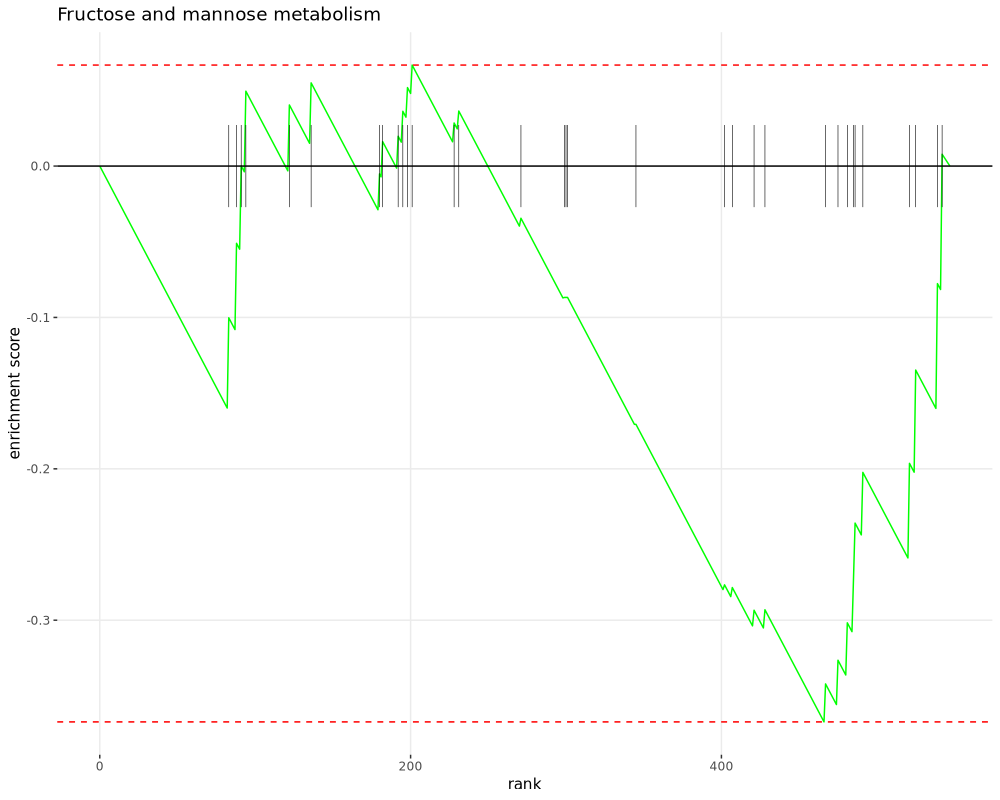 Fructose and mannose metabolism
0.0
-0.1
-0.2
-0.3
enrichment score
0 200 400
rank